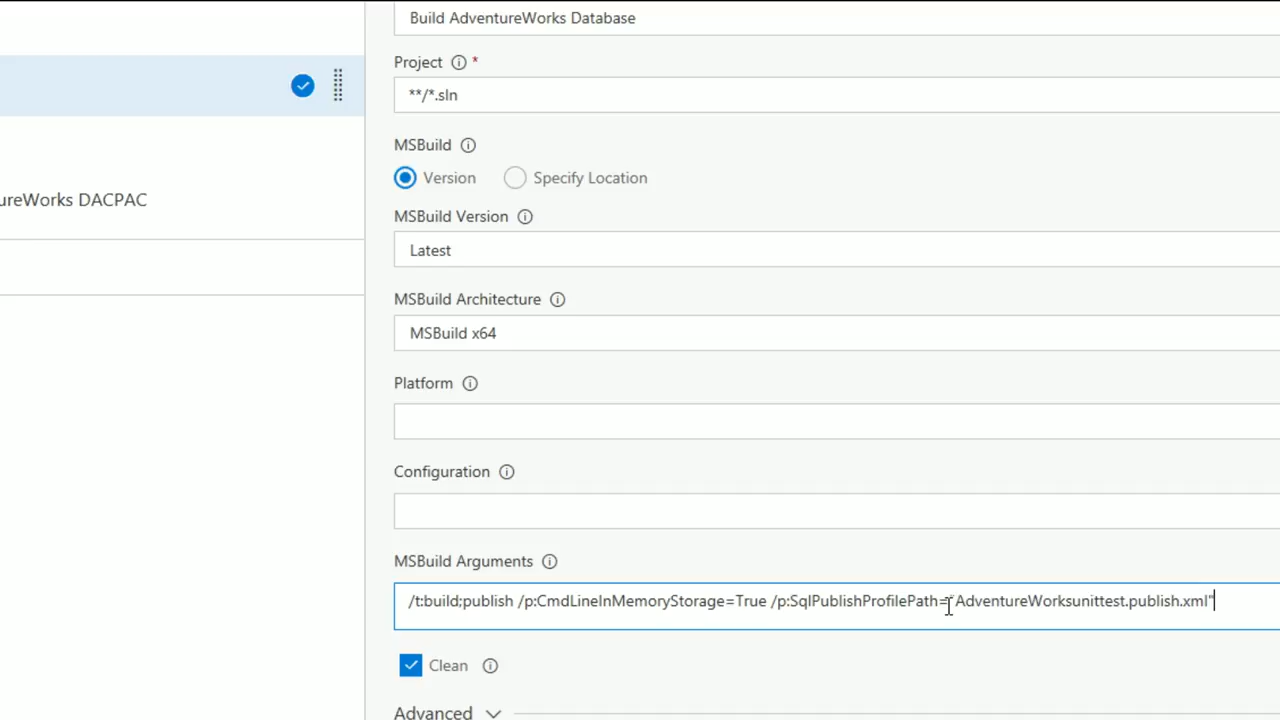 Build AdventureWorks Database
Project *
**/*.sln
MSBuild
Version Specify Location
ureWorks DACPAC
MSBuild Version
Latest
MSBuild Architecture
MSBuild x64
Platform
Configuration
MSBuild Arguments
/t:build;publish /p:CmdLineInMemoryStorage=True /p:SqlPublishProfilePath="AdventureWorksunittest.publish.xml"
Clean
Advanced